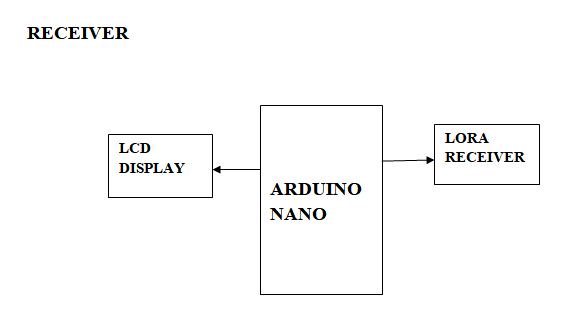 RECEIVER
LCD
DISPLAY
ARDUINO
NANO
LORA
RECEIVER